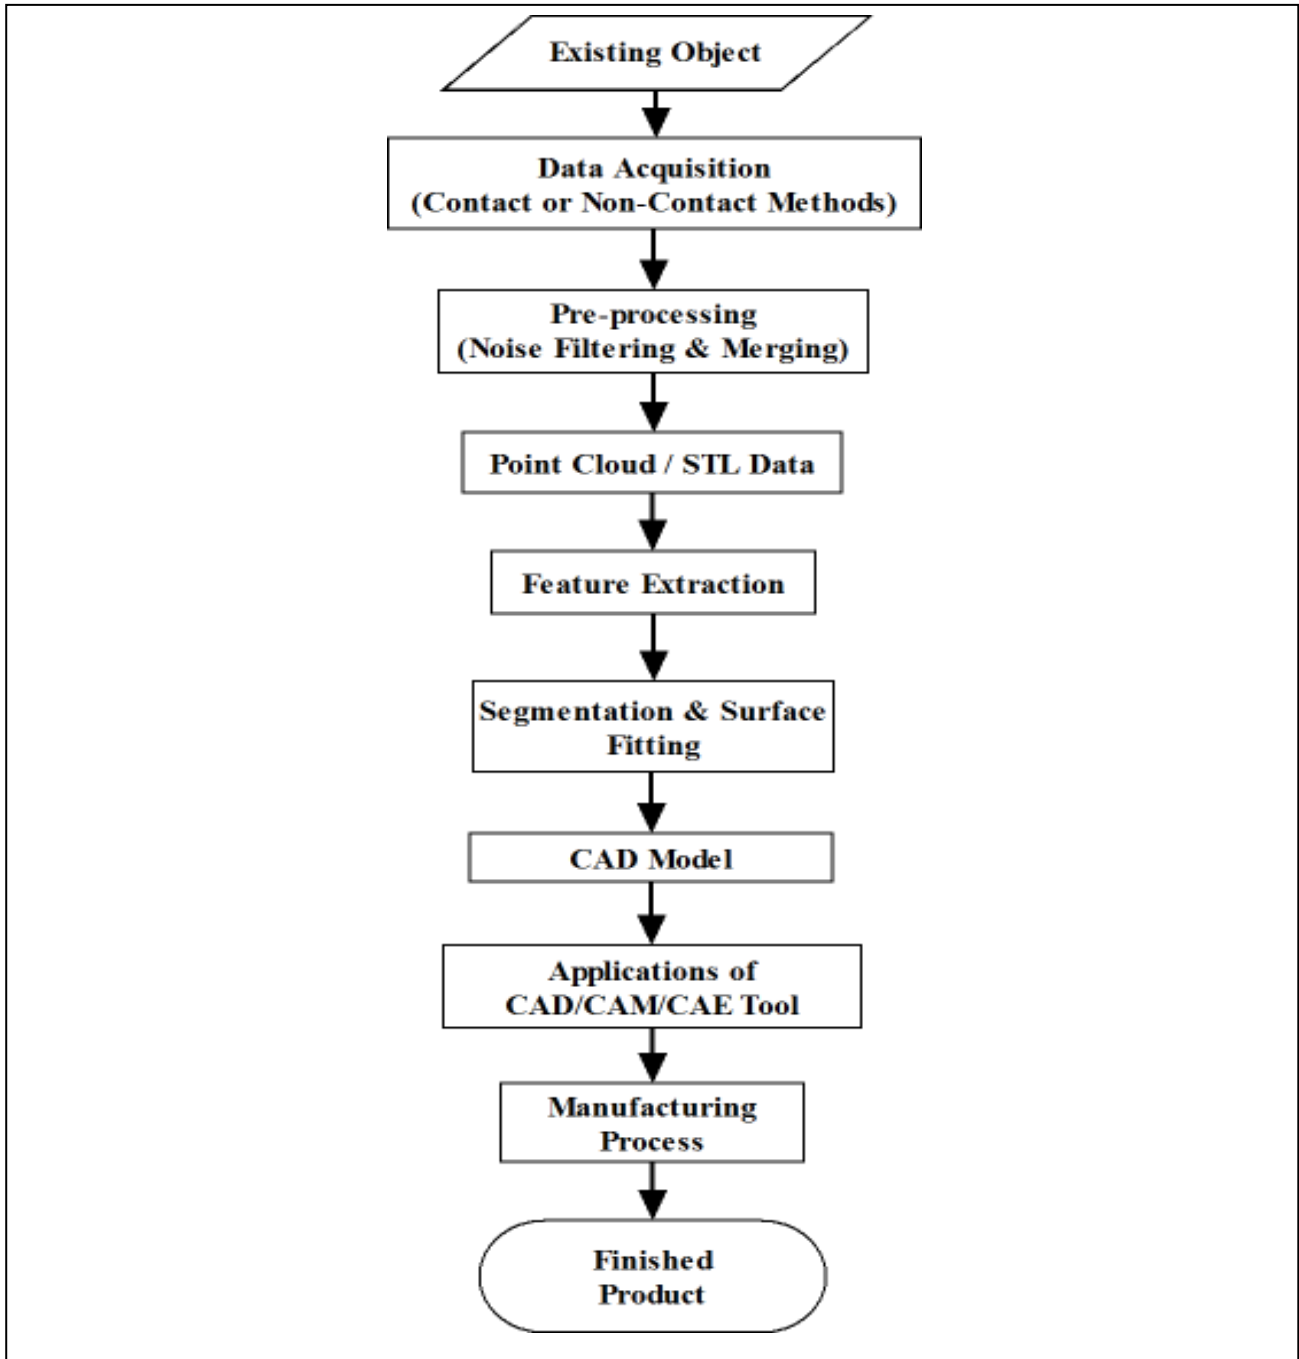 Existing Object
Data Acquisition
(Contact or Non-Contact Methods)
Pre-processing
(Noise Filtering & Merging)
Point Cloud / STL Data
Feature Extraction
Segmentation & Surface
Fitting
CAD Model
Applications of
CAD/CAM/CAE Tool
Manufacturing
Process
Finished
Product